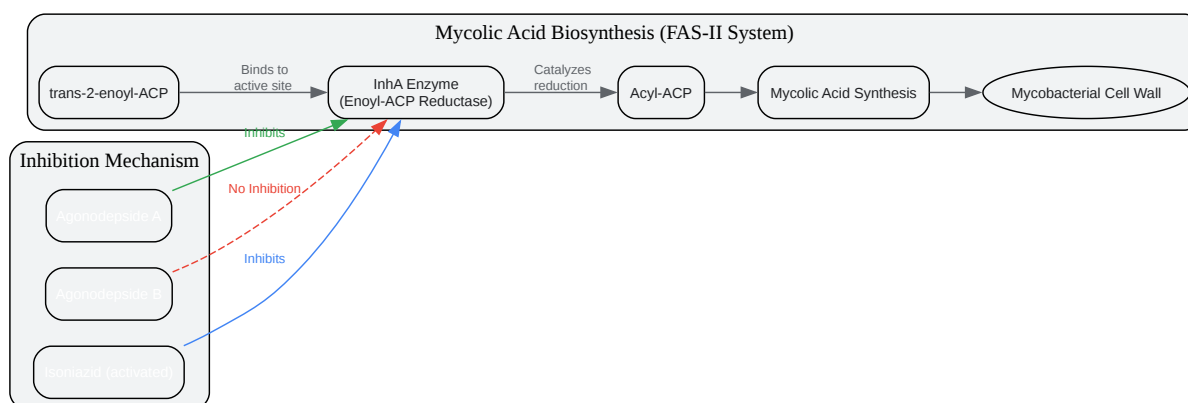 Mycolic Acid Biosynthesis (FAS-II System)
trans-2-enoyl-ACP
Binds to
active site
InhA Enzyme
(Enoyl-ACP Reductase)
Catalyzes
reduction
Acyl-ACP
Mycolic Acid Synthesis
Mycobacterial Cell Wall
Inhibits
Inhibition Mechanism
No Inhibition
Agonodepside A
Inhibits
Agonodepside B
Isoniazid (activated)